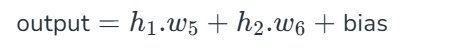 output = h₁.w₅ + h₂.w₆ + bias